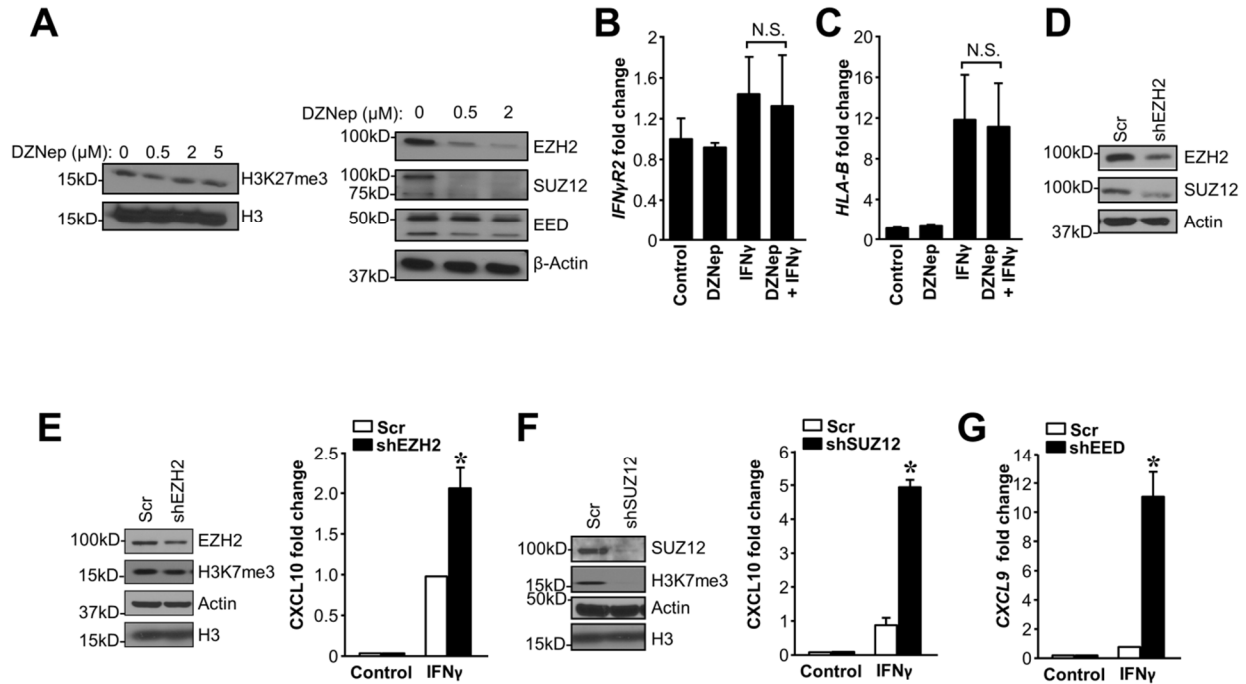 A
DZNep (μM): 0 0.5 2 5
15kD
H3K27me3
15kD
H3
DZNep (μM): 0 0.5 2
100kD
EZH2
100kD
SUZ12
75kD
50kD
EED
β-Actin
37kD
B
N.S.
IFNγR2 fold change
2
1.6
1.2
0.8
0.4
0
Control
DZNep
IFNγ
DZNep
+ IFNγ
C
N.S.
HLA-B fold change
20
16
12
8
4
0
Control
DZNep
IFNγ
DZNep
+ IFNγ
D
Scr
shEZH2
100kD
EZH2
100kD
SUZ12
Actin
37kD
E
Scr
shEZH2
100kD
EZH2
15kD
H3K7me3
Actin
37kD
15kD
H3
Scr
shEZH2
CXCL10 fold change
2.5
2.0
1.5
1.0
0.5
0
*
Control
IFNγ
F
Scr
shSUZ12
100kD
SUZ12
15kD
H3K7me3
50kD
Actin
15kD
H3
Scr
shSUZ12
CXCL10 fold change
6
5
4
3
2
1
0
*
Control
IFNγ
G
Scr
shEED
CXCL9 fold change
14
12
10
8
6
4
2
0
*
Control
IFNγ